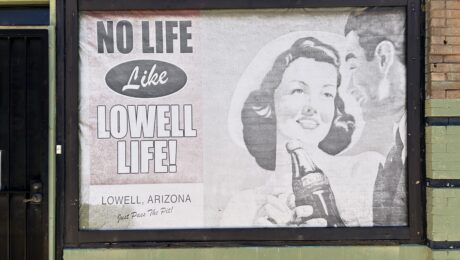 NO LIFE
Like
LOWELL
LIFE!
LOWELL, ARIZONA
Just Pass The Pit!